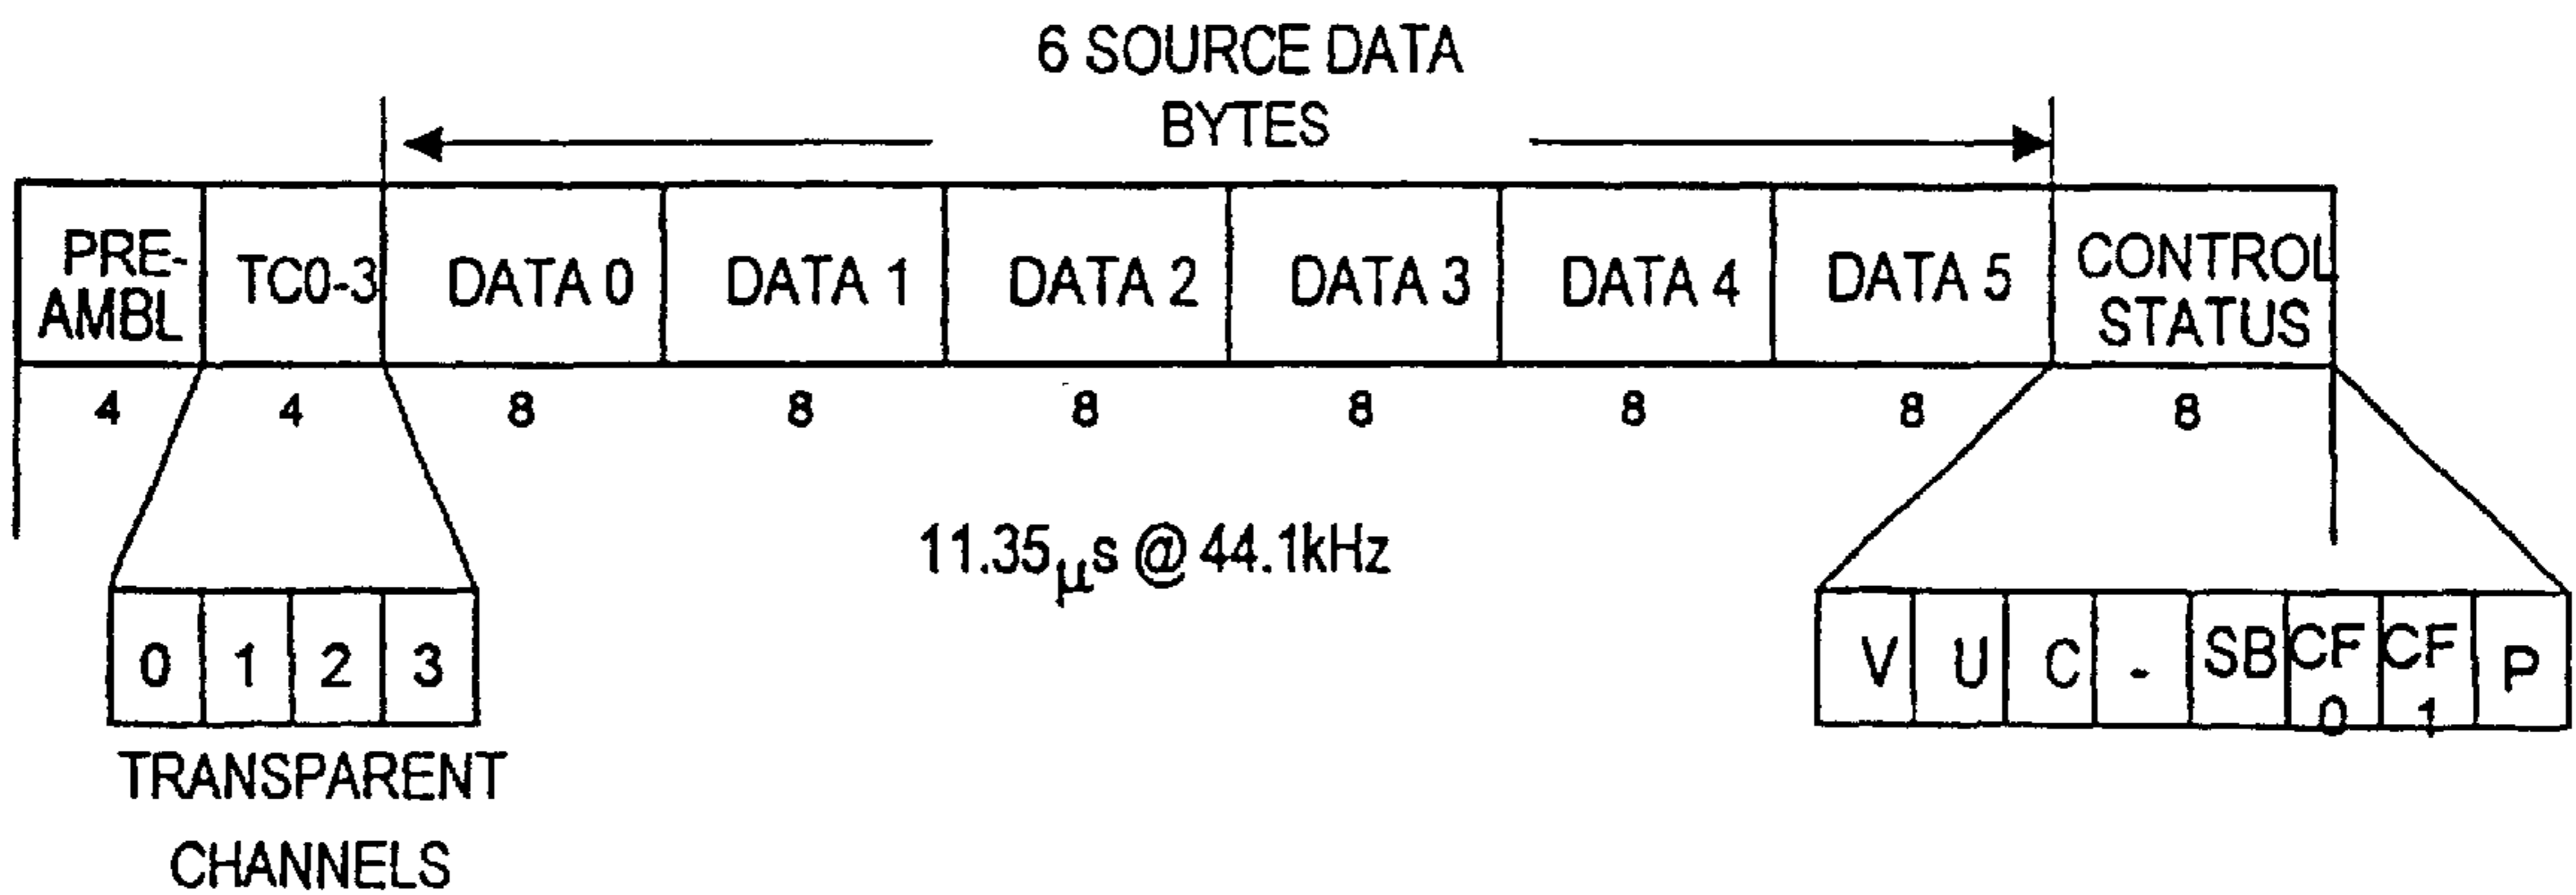 6 SOURCE DATA
BYTES
PRE-
AMBL
TC0-3
DATA 0
DATA 1
DATA 2
DATA 3
DATA 4
DATA 5
CONTROL
STATUS
4 4 8 8 8 8 8 8 8
11.35μs @ 44.1kHz
0 1 2 3
TRANSPARENT
CHANNELS
V U C - SB CF 0 CF 1 P